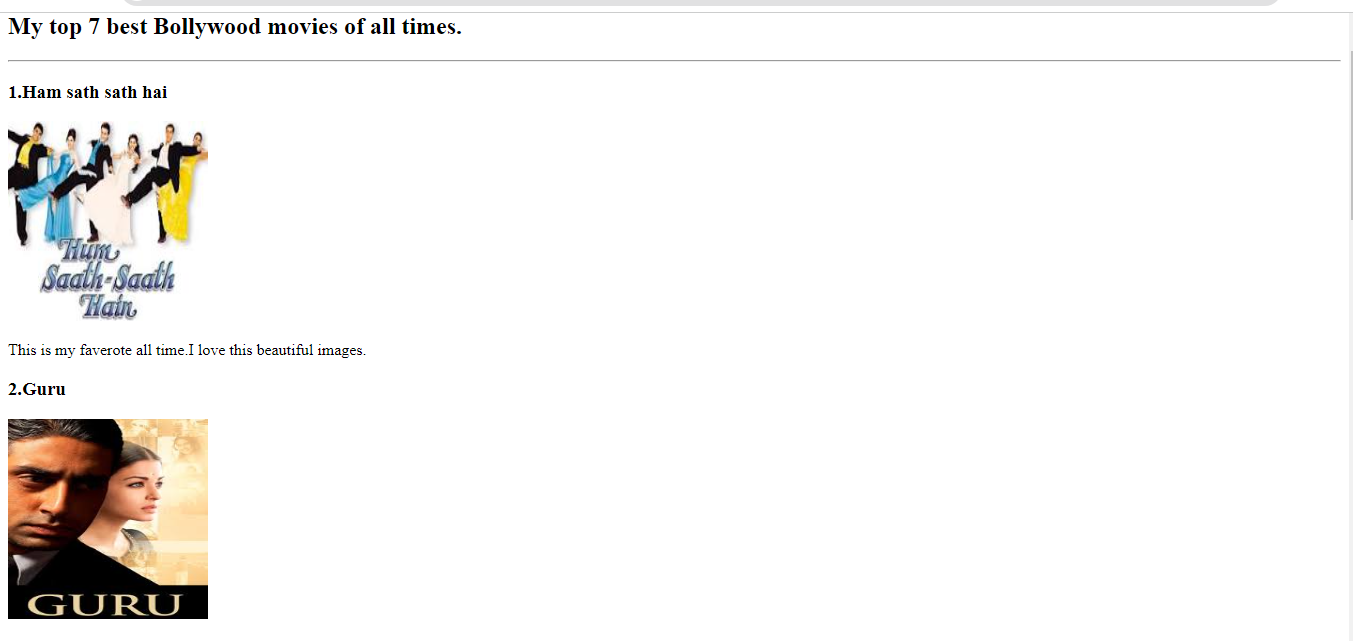 My top 7 best Bollywood movies of all times.
1.Ham sath sath hai
Hum
Saath-Saath
Hain
This is my faverote all time.I love this beautiful images.
2.Guru
GURU